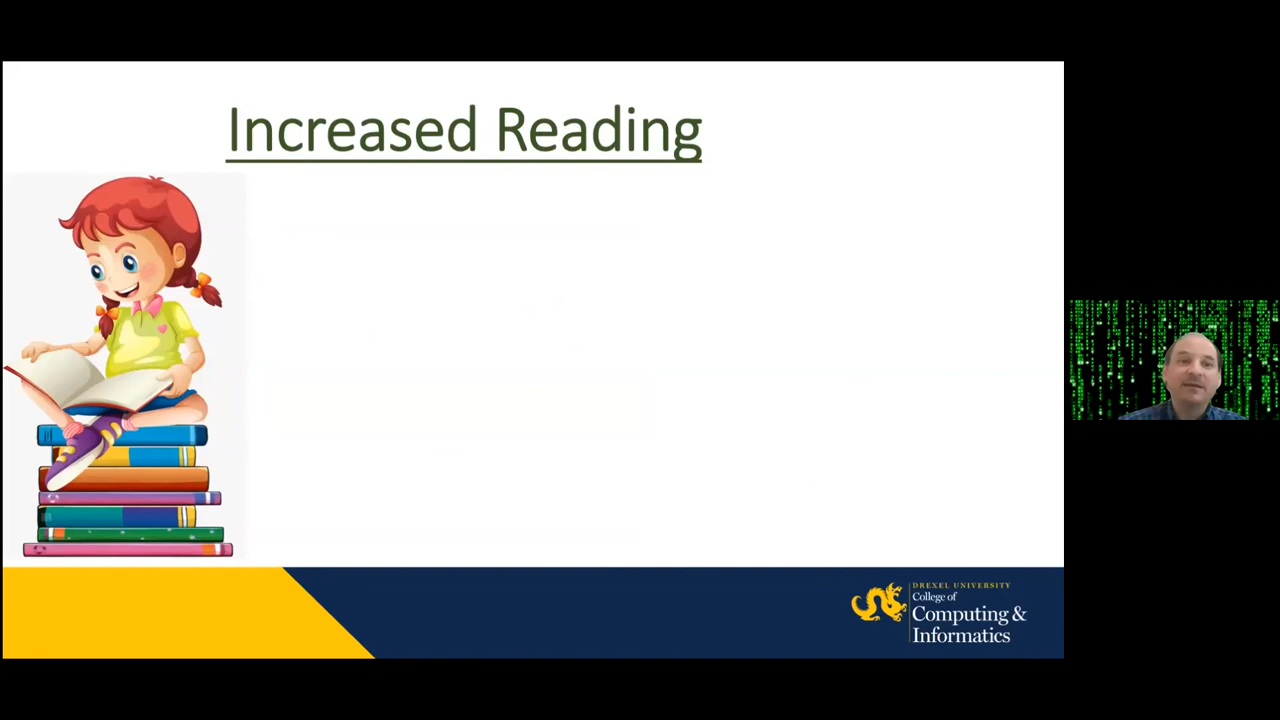 Increased Reading
DREXEL UNIVERSITY
College of
Computing &
Informatics